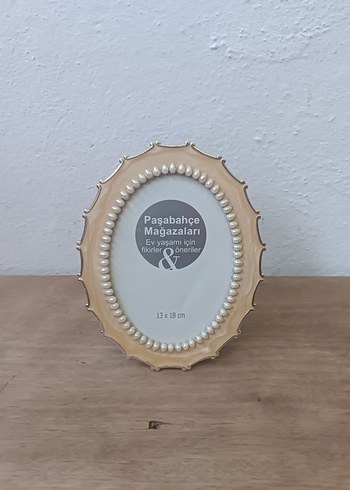 Paşabahçe
Mağazaları
Ev yaşamı için
fikirler & öneriler
13 x 18 cm